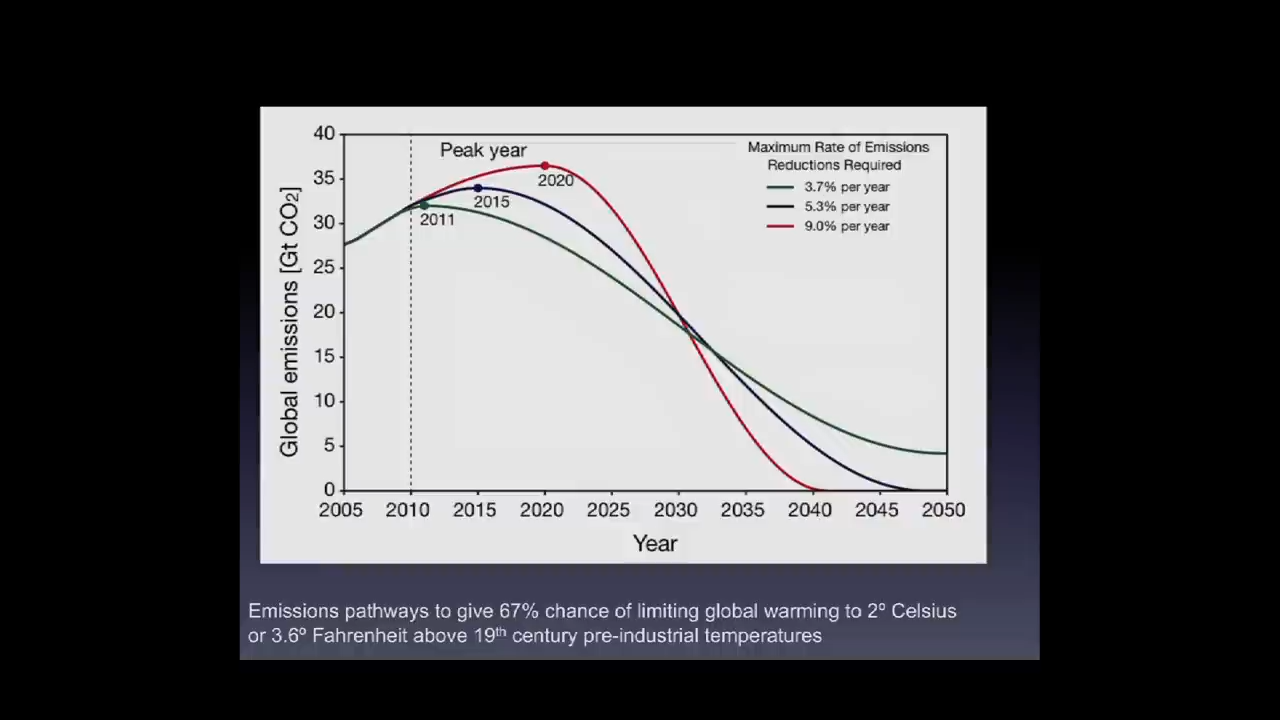 40
35
30
25
20
15
10
5
0
Global emissions [Gt CO2]
Peak year
2020
2015
2011
Maximum Rate of Emissions
Reductions Required
3.7% per year
5.3% per year
9.0% per year
2005 2010 2015 2020 2025 2030 2035 2040 2045 2050
Year
Emissions pathways to give 67% chance of limiting global warming to 2º Celsius
or 3.6º Fahrenheit above 19th century pre-industrial temperatures